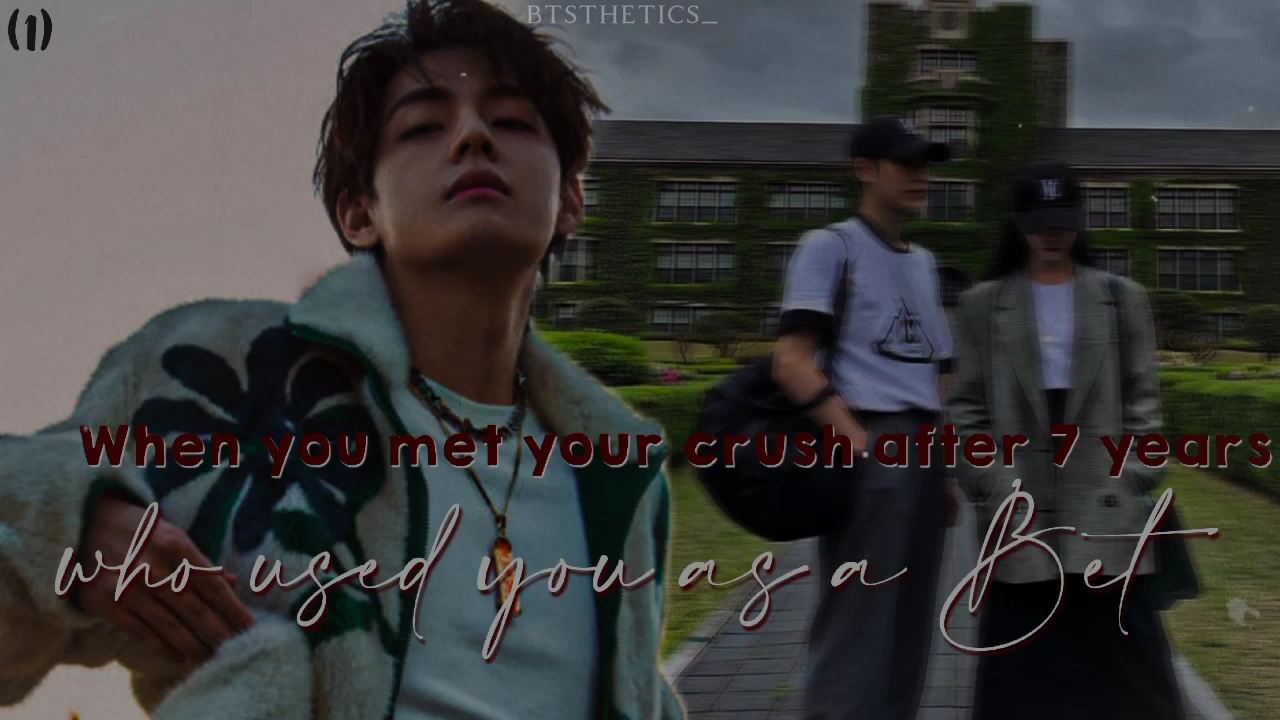 (1)
BTSTHETICS_
When you met your crush after 7 years
who used you as a Bet